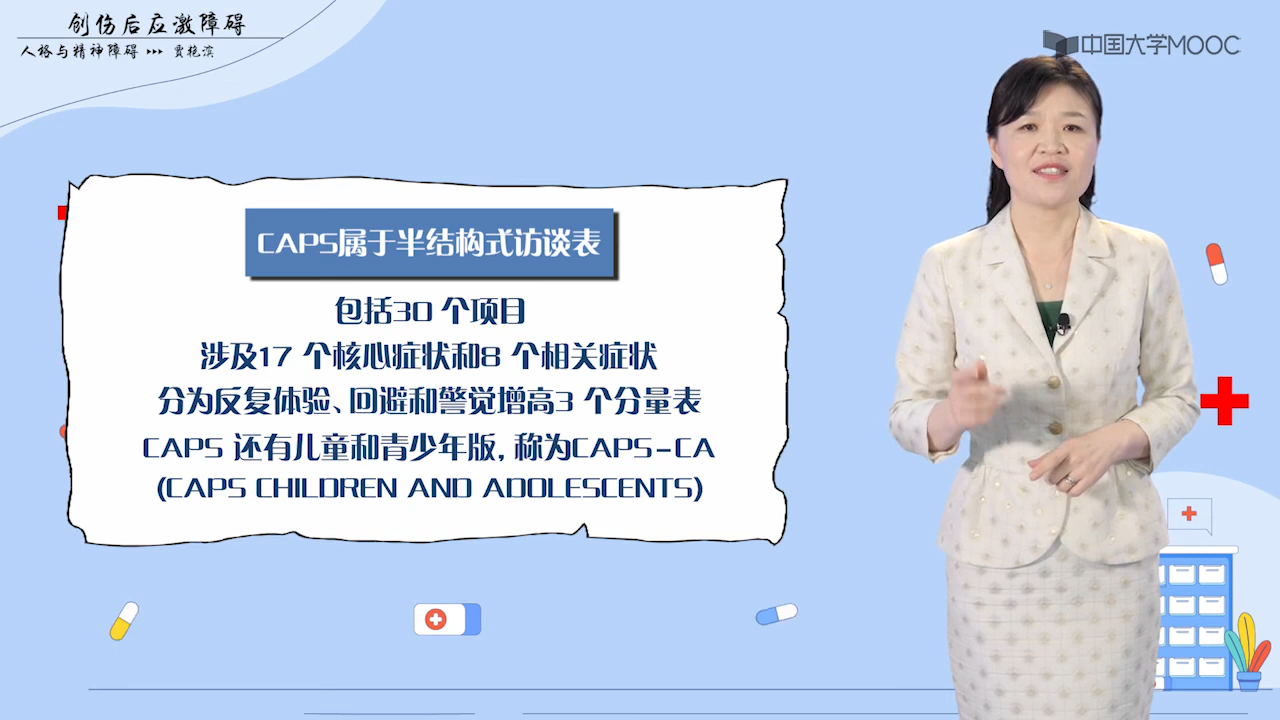 创伤后应激障碍
人格与精神障碍 贾艳滨
中国大学MOOC
CAPS属于半结构式访谈表
包括30 个项目
涉及17 个核心症状和8 个相关症状
分为反复体验、回避和警觉增高3 个分量表
CAPS 还有儿童和青少年版, 称为CAPS-CA
(CAPS CHILDREN AND ADOLESCENTS)